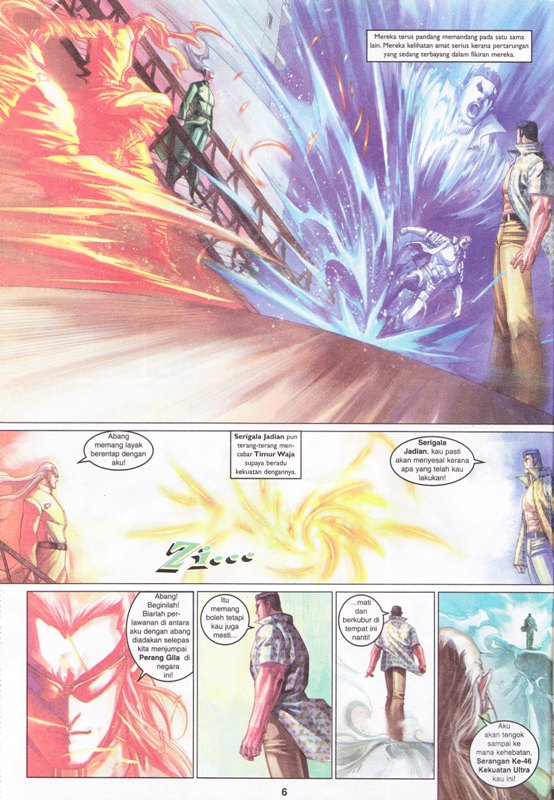 Mereka terus pandang memandang pada satu sama
lain. Mereka kelihatan amat serius kerana pertarungan
yang sedang terbayang dalam fikiran mereka.
Abang
memang layak
berentap dengan
aku!
Serigala Jadian pun
terang-terang men-
cabar Timur Waja
supaya beradu
kekuatan dengannya.
Serigala
Jadian, kau pasti
akan menyesal kerana
apa yang telah kau
lakukan!
Ziccc
Abang!
Beginilah!
Biarlah per-
lawanan di antara
aku dengan abang
diadakan selepas
kita menjumpai
Perang Gila di
negara
ini!
Itu
memang
boleh tetapi
kau juga
mesti...
...mati
dan
berkubur di
tempat ini
nanti!
Aku
akan tengok
sampai ke
mana kehebatan,
Serangan Ke-46
Kekuatan Ultra
kau ini!
6